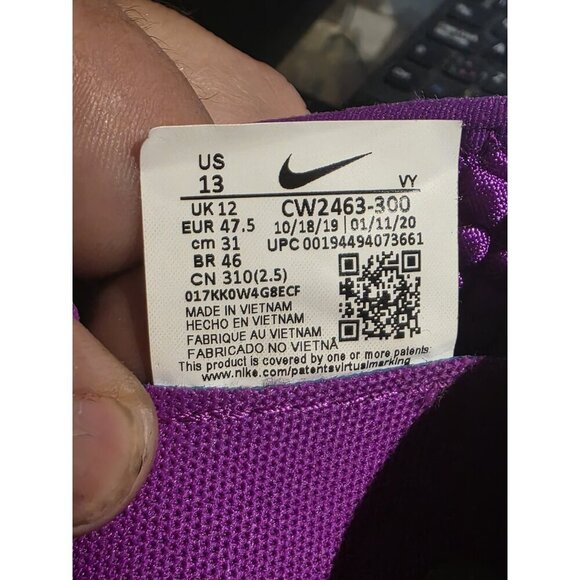 US
13
VY
UK 12
CW2463-300
EUR 47.5
10/18/19 01/11/20
cm 31
UPC 00194494073661
BR 46
CN 310(2.5)
017KK0W4G8ECF
MADE IN VIETNAM
HECHO EN VIETNAM
FABRIQUE AU VIETNAM
FABRICADO NO VIETNÃ
This product is covered by one or more patents
www.nike.com/patentsvirtualmarking